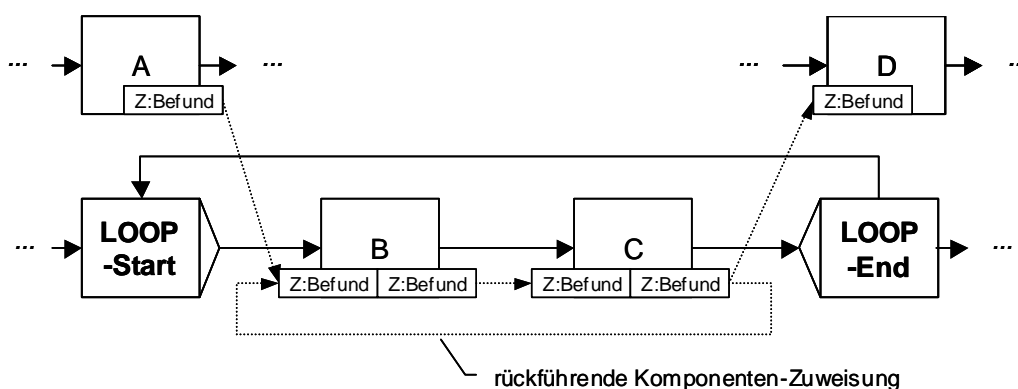 ... A ... ... D ...
Z:Befund Z:Befund
... LOOP -Start B C LOOP -End ...
Z:Befund Z:Befund Z:Befund Z:Befund
rückführende Komponenten-Zuweisung